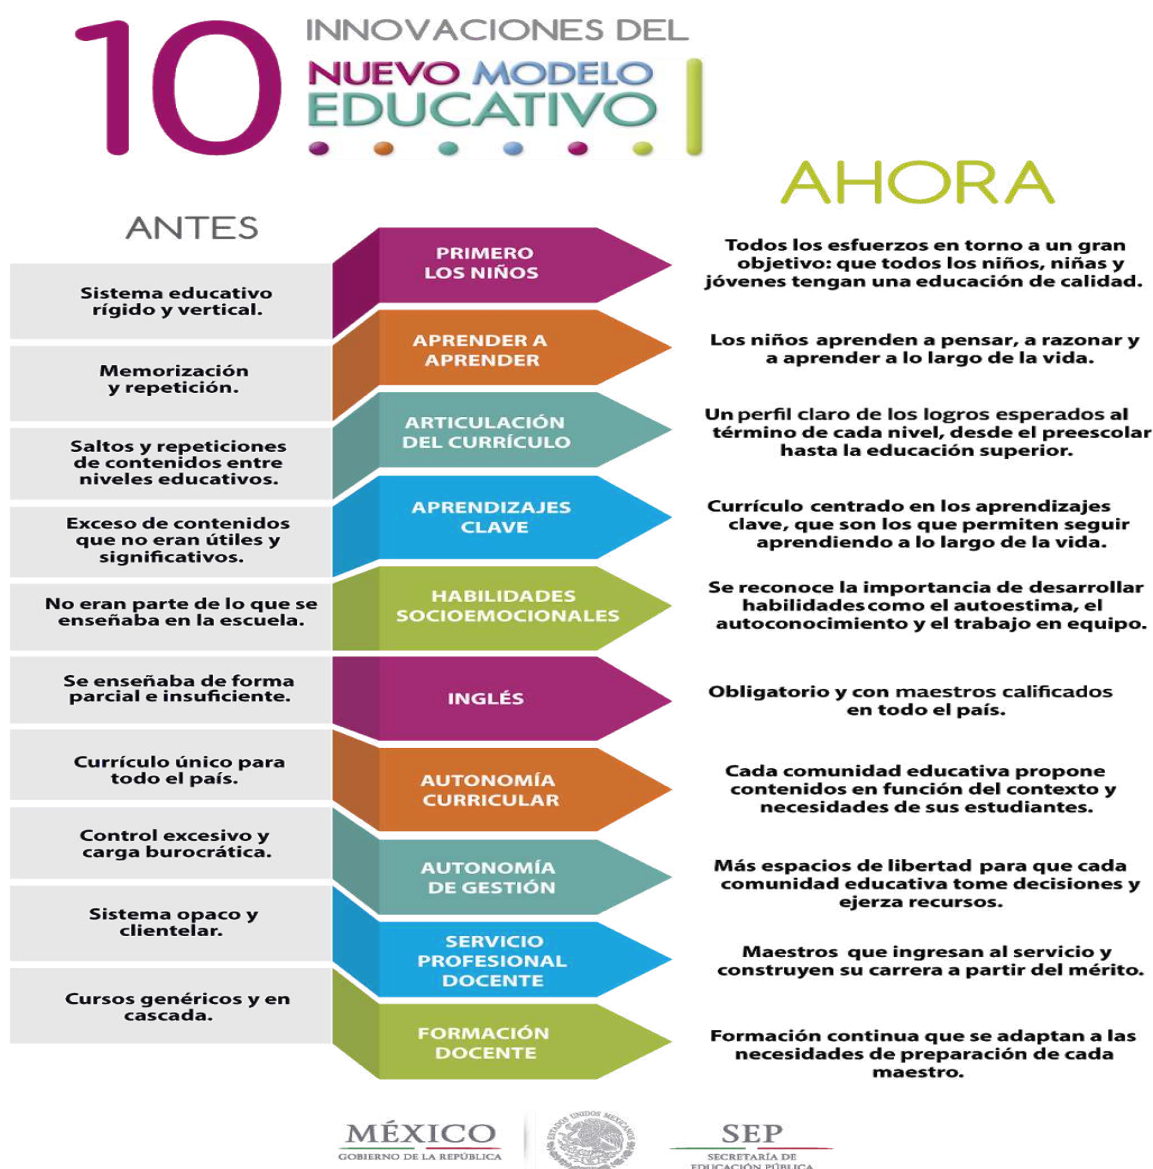 10
INNOVACIONES DEL
NUEVO MODELO
EDUCATIVO
ANTES
AHORA
Sistema educativo
rígido y vertical.
PRIMERO
LOS NIÑOS
Todos los esfuerzos en torno a un gran
objetivo: que todos los niños, niñas y
jóvenes tengan una educación de calidad.
Memorización
y repetición.
APRENDER A
APRENDER
Los niños aprenden a pensar, a razonar y
a aprender a lo largo de la vida.
Saltos y repeticiones
de contenidos entre
niveles educativos.
ARTICULACIÓN
DEL CURRÍCULO
Un perfil claro de los logros esperados al
término de cada nivel, desde el preescolar
hasta la educación superior.
Exceso de contenidos
que no eran útiles y
significativos.
APRENDIZAJES
CLAVE
Currículo centrado en los aprendizajes
clave, que son los que permiten seguir
aprendiendo a lo largo de la vida.
No eran parte de lo que se
enseñaba en la escuela.
HABILIDADES
SOCIOEMOCIONALES
Se reconoce la importancia de desarrollar
habilidades como el autoestima, el
autoconocimiento y el trabajo en equipo.
Se enseñaba de forma
parcial e insuficiente.
INGLÉS
Obligatorio y con maestros calificados
en todo el país.
Currículo único para
todo el país.
AUTONOMÍA
CURRICULAR
Cada comunidad educativa propone
contenidos en función del contexto y
necesidades de sus estudiantes.
Control excesivo y
carga burocrática.
AUTONOMÍA
DE GESTIÓN
Más espacios de libertad para que cada
comunidad educativa tome decisiones y
ejerza recursos.
Sistema opaco y
clientelar.
SERVICIO
PROFESIONAL
DOCENTE
Maestros que ingresan al servicio y
construyen su carrera a partir del mérito.
Cursos genéricos y en
cascada.
FORMACIÓN
DOCENTE
Formación continua que se adaptan a las
necesidades de preparación de cada
maestro.
MÉXICO
GOBIERNO DE LA REPÚBLICA
ESTADOS UNIDOS MEXICANOS
SEP
SECRETARÍA DE
EDUCACIÓN PÚBLICA